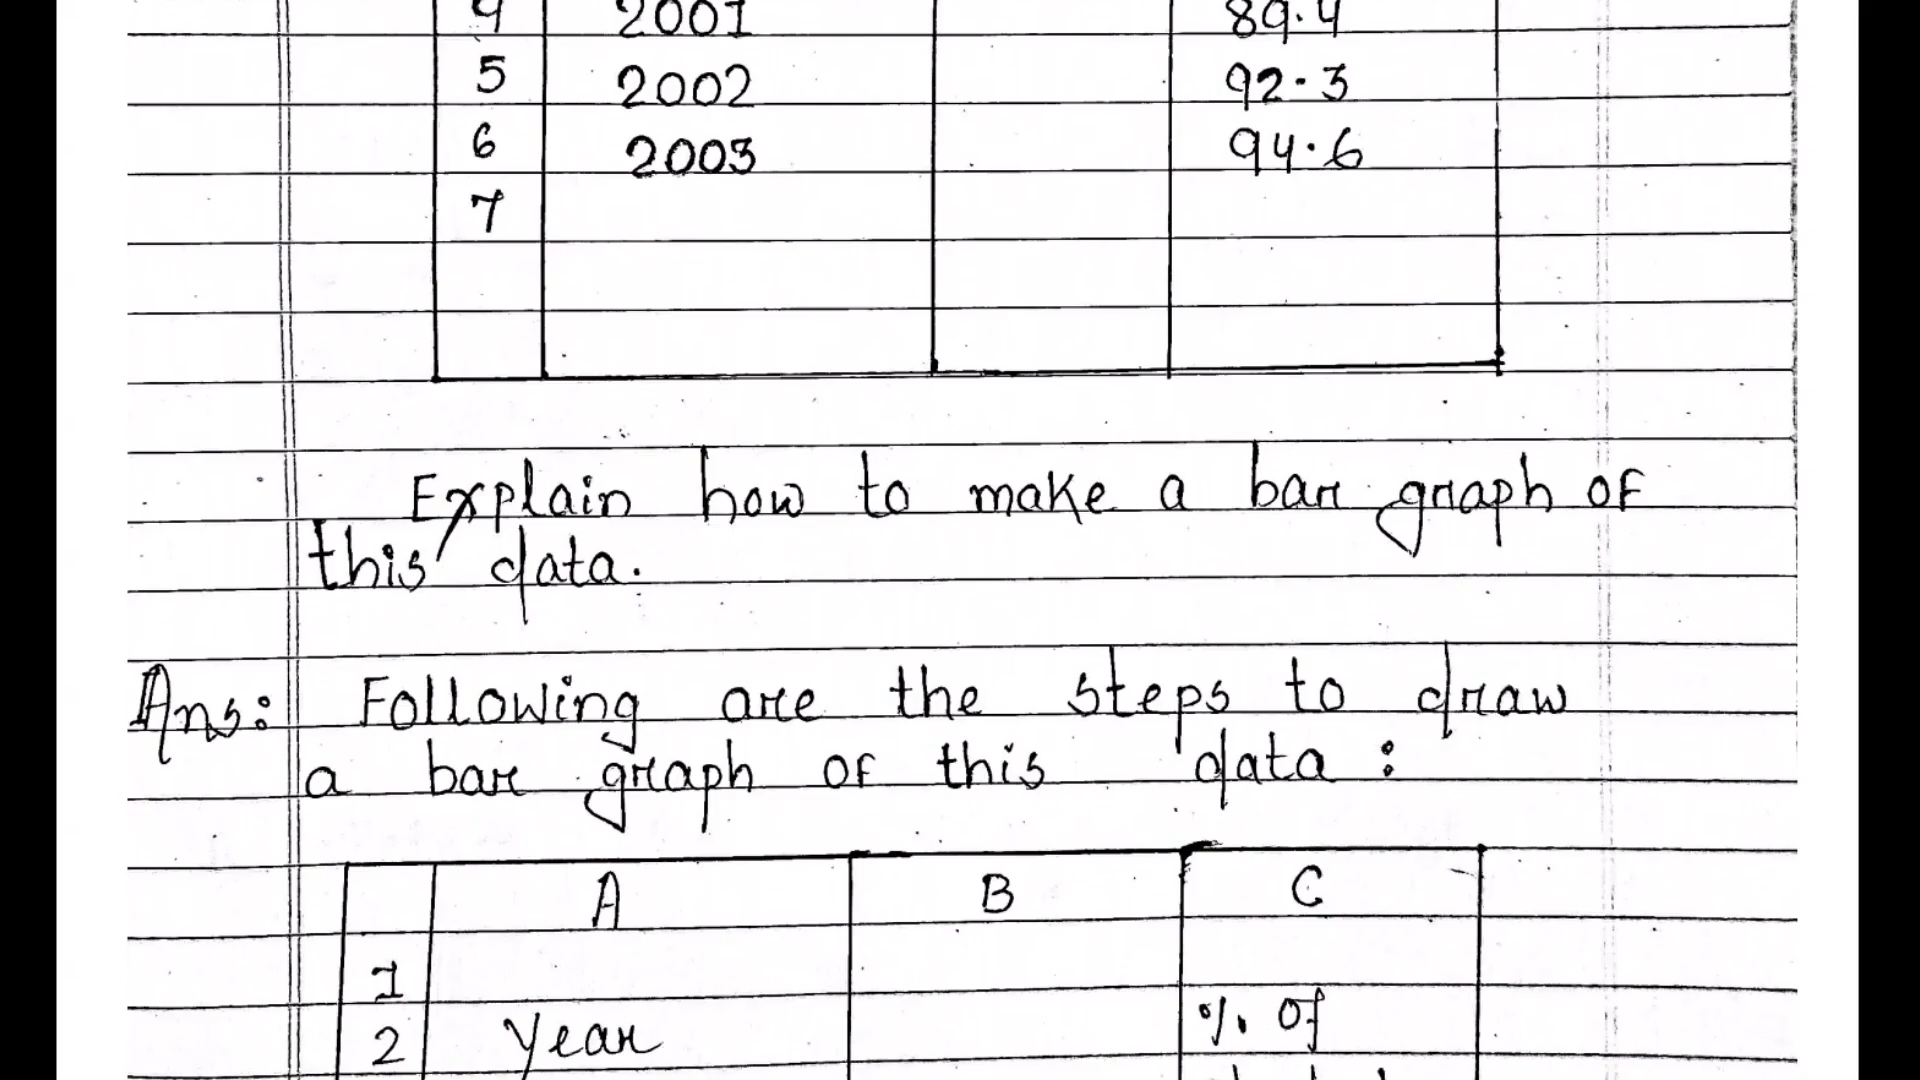 4 2001 89.4
5 2002 92.3
6 2003 94.6
7
Explain how to make a bar graph of
this data.
Ans: Following are the steps to draw
a bar graph of this data :
A B C
1
2 Year % of